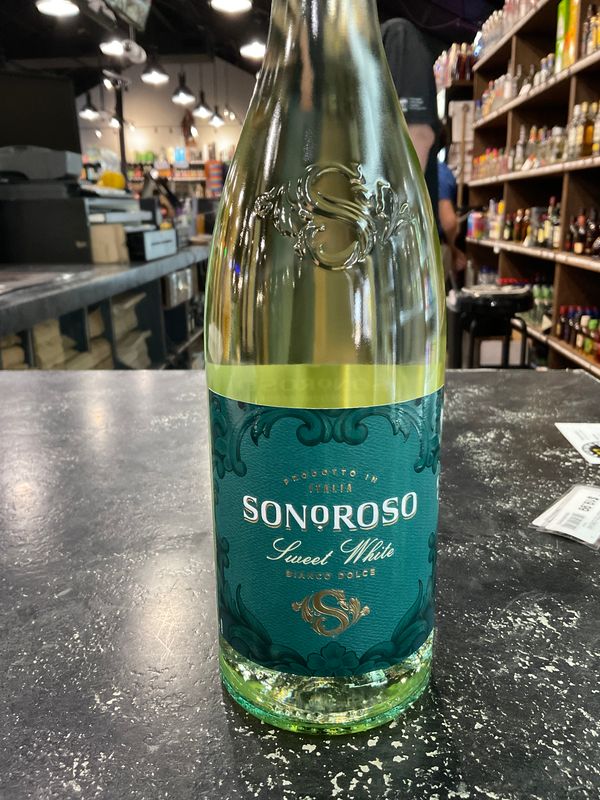 PRODOTTO IN
ITALIA
SONOROSO
Sweet White
BIANCO DOLCE
S